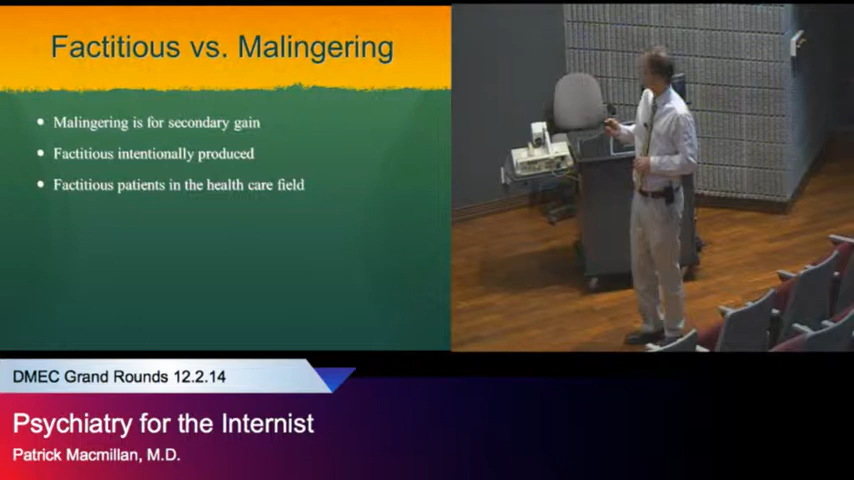 Factitious vs. Malingering
Malingering is for secondary gain
Factitious intentionally produced
Factitious patients in the health care field
DMEC Grand Rounds 12.2.14
Psychiatry for the Internist
Patrick Macmillan, M.D.